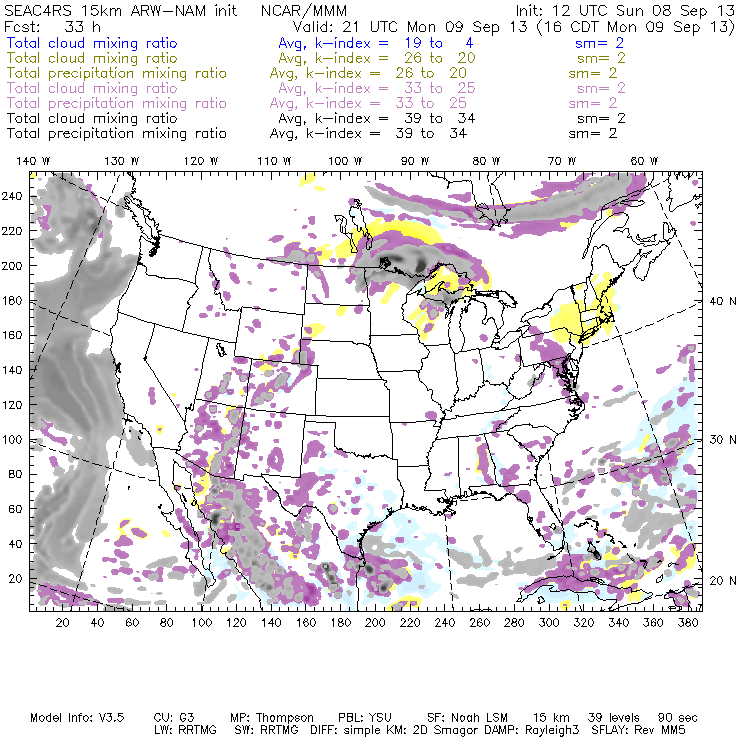 SEAC4RS 15km ARW-NAM init NCAR/MMM Init: 12 UTC Sun 08 Sep 13
Fcst: 33 h Valid: 21 UTC Mon 09 Sep 13 (16 CDT Mon 09 Sep 13)
Total cloud mixing ratio Avg, k-index = 19 to 4 sm= 2
Total cloud mixing ratio Avg, k-index = 26 to 20 sm= 2
Total precipitation mixing ratio Avg, k-index = 26 to 20 sm= 2
Total cloud mixing ratio Avg, k-index = 33 to 25 sm= 2
Total precipitation mixing ratio Avg, k-index = 33 to 25 sm= 2
Total cloud mixing ratio Avg, k-index = 39 to 34 sm= 2
Total precipitation mixing ratio Avg, k-index = 39 to 34 sm= 2
140 W 130 W 120 W 110 W 100 W 90 W 80 W 70 W 60 W
240
220
200
180 40 N
160
140
120
100 30 N
80
60
40
20 20 N
20 40 60 80 100 120 140 160 180 200 220 240 260 280 300 320 340 360 380
Model Info: V3.5 CU: G3 MP: Thompson PBL: YSU SF: Noah LSM 15 km 39 levels 90 sec
LW: RRTMG SW: RRTMG DIFF: simple KM: 2D Smagor DAMP: Rayleigh3 SFLAY: Rev MM5